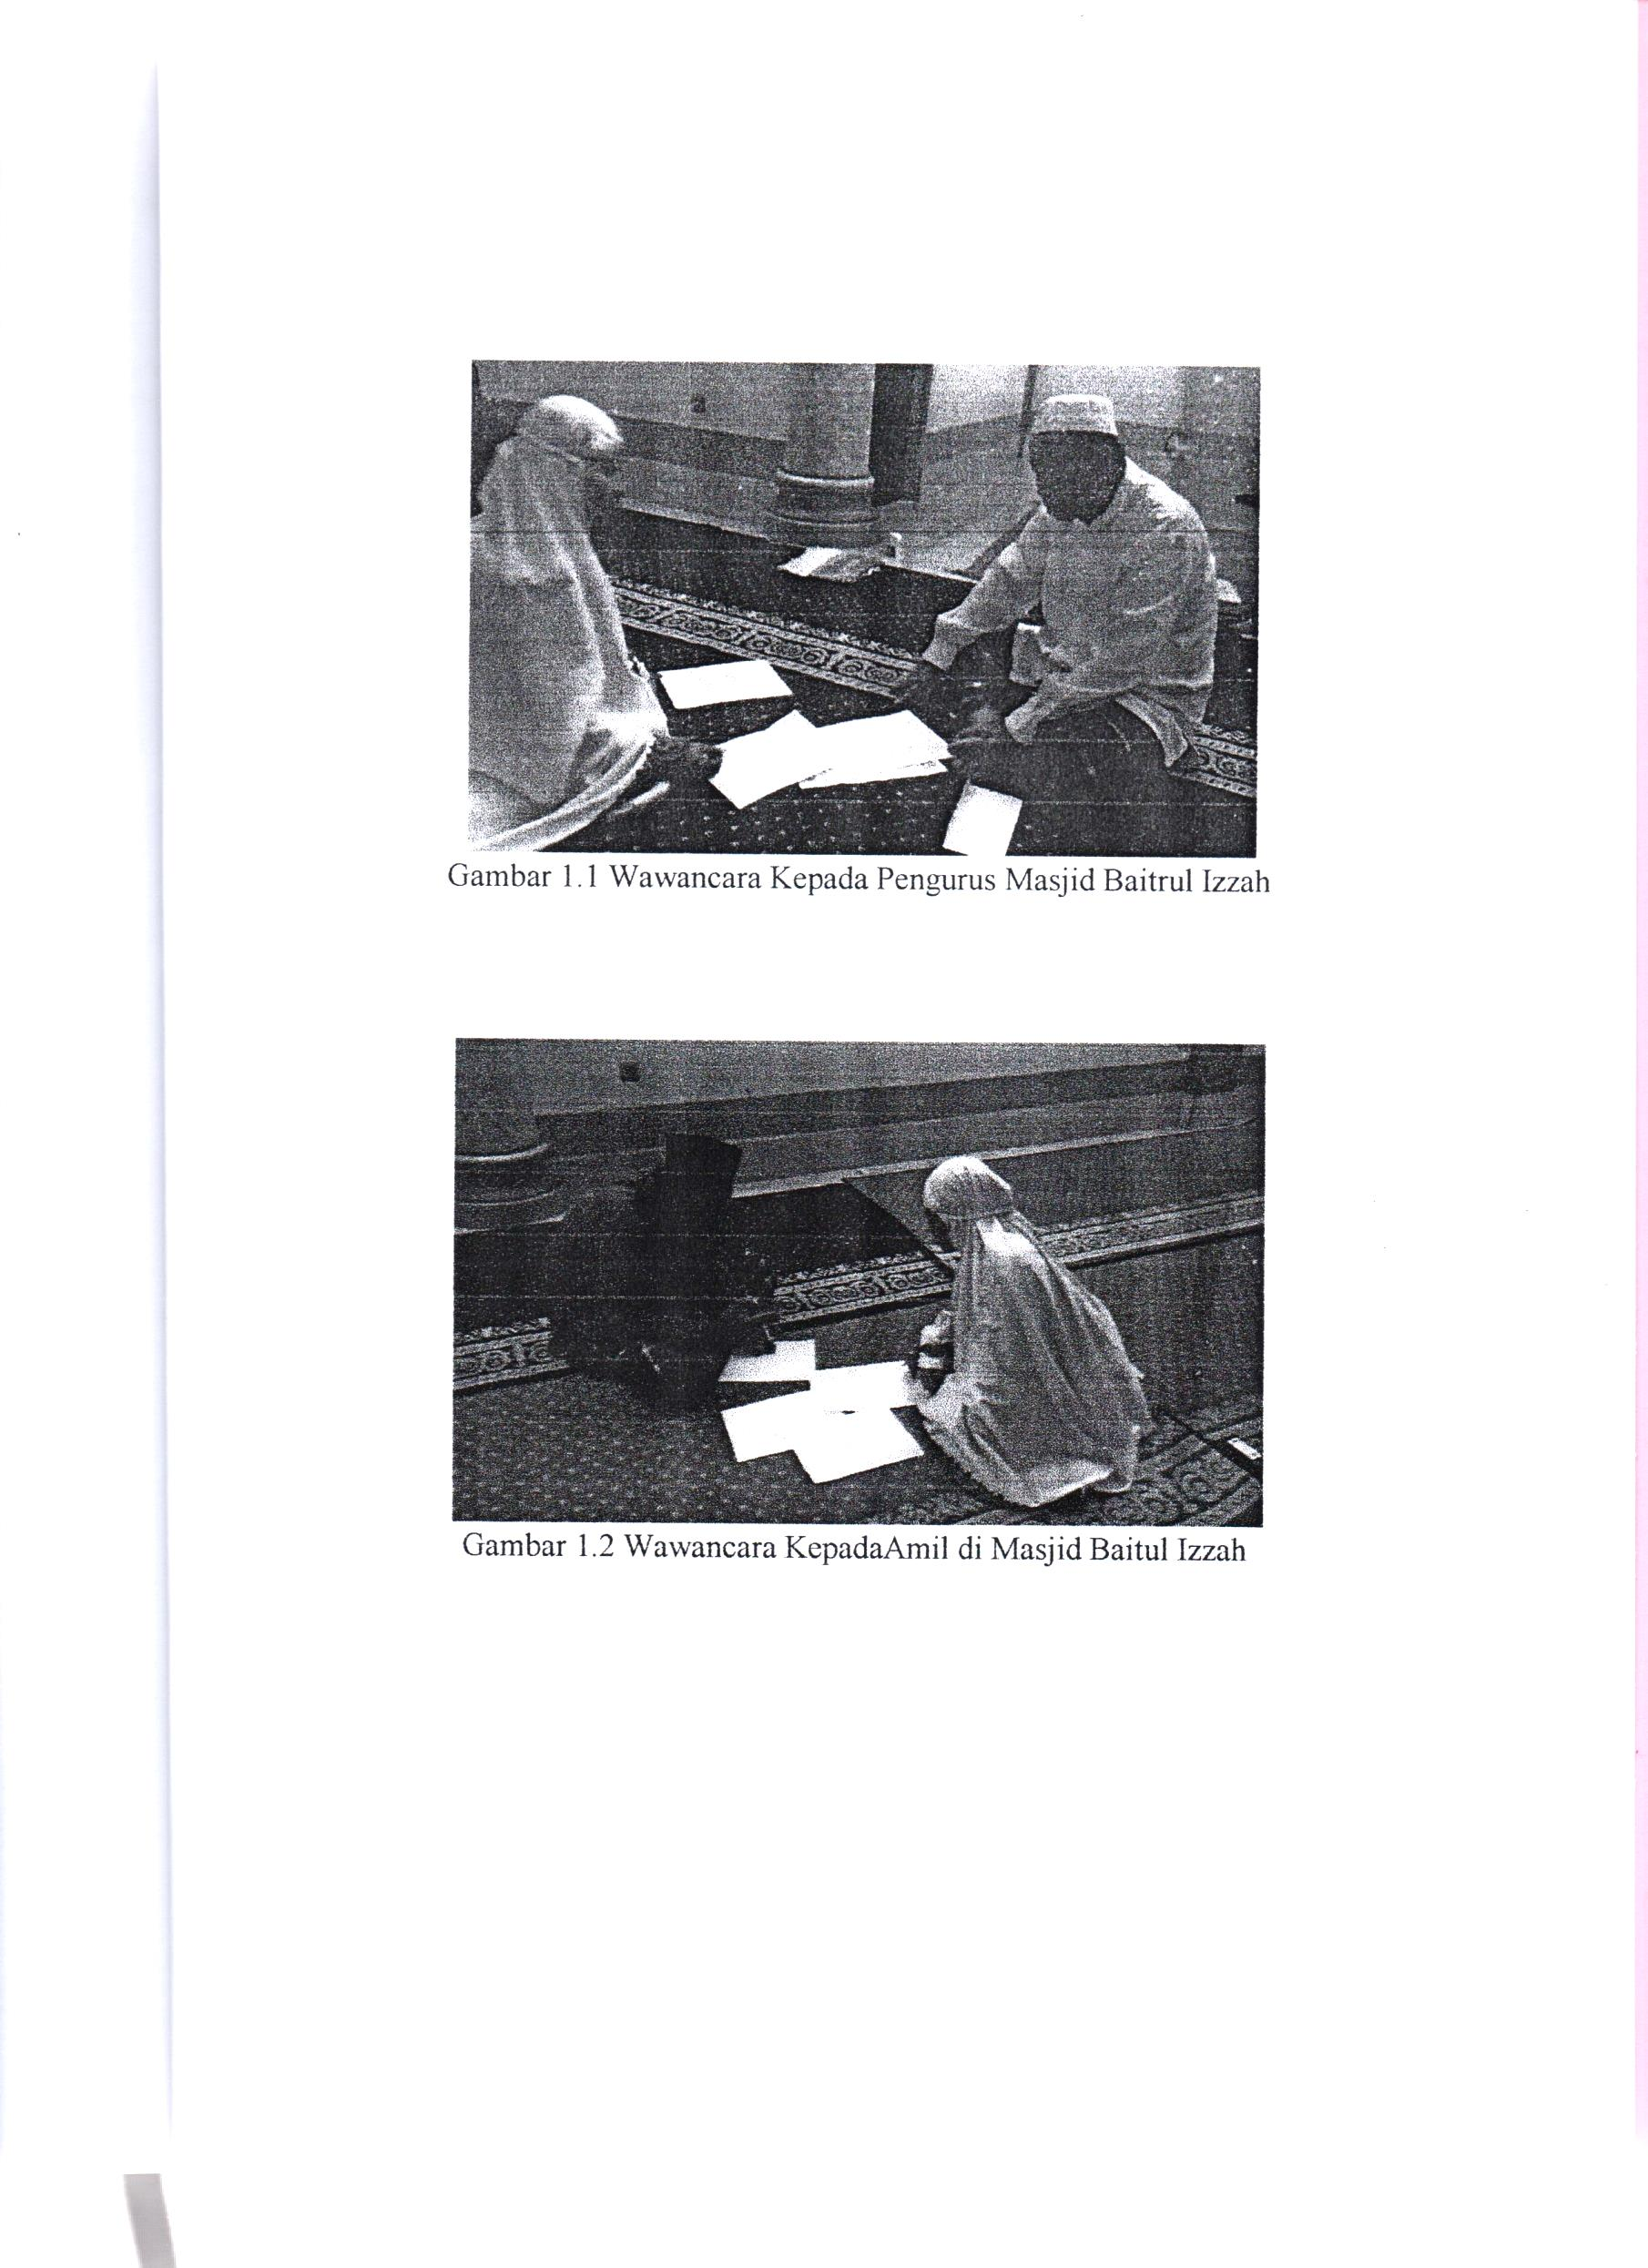 Gambar 1.1 Wawancara Kepada Pengurus Masjid Baitrul Izzah
Gambar 1.2 Wawancara KepadaAmil di Masjid Baitul Izzah